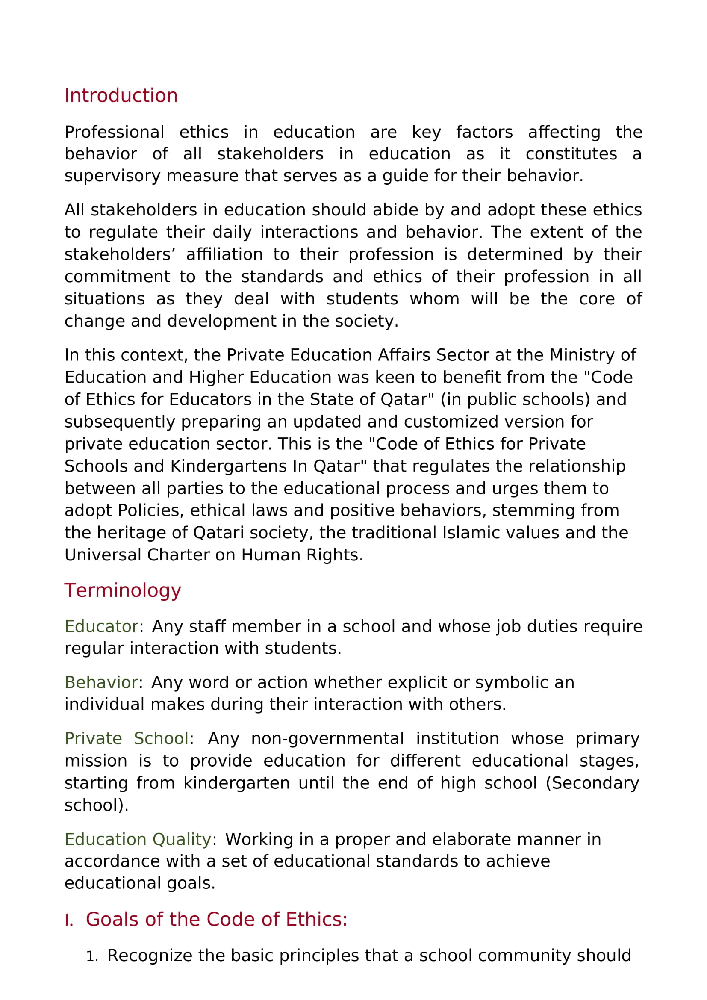 Introduction
Professional ethics in education are key factors affecting the
behavior of all stakeholders in education as it constitutes a
supervisory measure that serves as a guide for their behavior.
All stakeholders in education should abide by and adopt these ethics
to regulate their daily interactions and behavior. The extent of the
stakeholders’ affiliation to their profession is determined by their
commitment to the standards and ethics of their profession in all
situations as they deal with students whom will be the core of
change and development in the society.
In this context, the Private Education Affairs Sector at the Ministry of
Education and Higher Education was keen to benefit from the "Code
of Ethics for Educators in the State of Qatar" (in public schools) and
subsequently preparing an updated and customized version for
private education sector. This is the "Code of Ethics for Private
Schools and Kindergartens In Qatar" that regulates the relationship
between all parties to the educational process and urges them to
adopt Policies, ethical laws and positive behaviors, stemming from
the heritage of Qatari society, the traditional Islamic values and the
Universal Charter on Human Rights.
Terminology
Educator: Any staff member in a school and whose job duties require
regular interaction with students.
Behavior: Any word or action whether explicit or symbolic an
individual makes during their interaction with others.
Private School: Any non-governmental institution whose primary
mission is to provide education for different educational stages,
starting from kindergarten until the end of high school (Secondary
school).
Education Quality: Working in a proper and elaborate manner in
accordance with a set of educational standards to achieve
educational goals.
I. Goals of the Code of Ethics:
1. Recognize the basic principles that a school community should